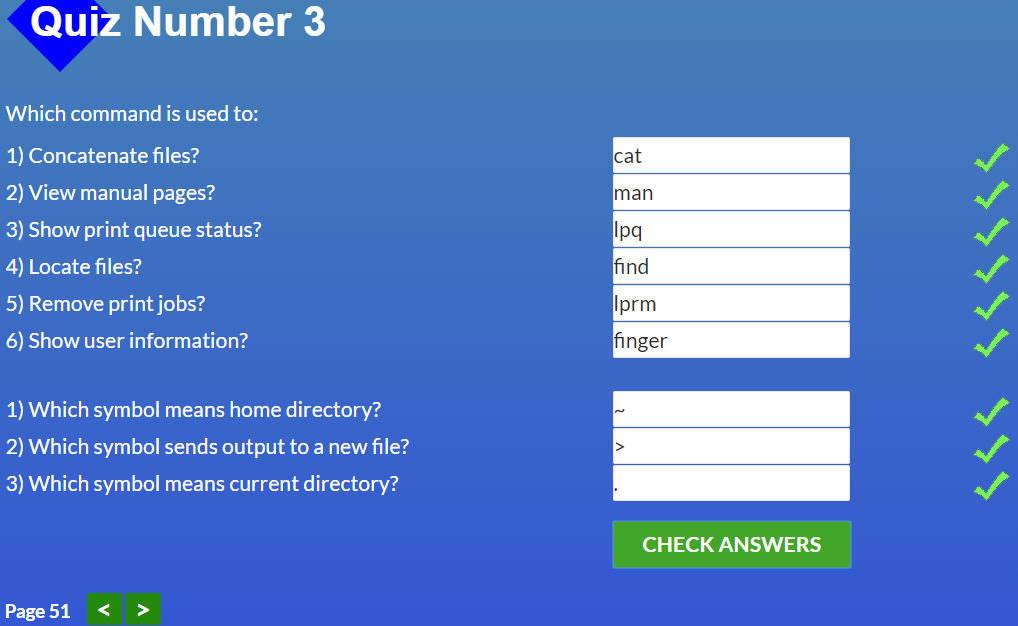 Quiz Number 3
Which command is used to:
1) Concatenate files? cat
2) View manual pages? man
3) Show print queue status? lpq
4) Locate files? find
5) Remove print jobs? lprm
6) Show user information? finger
1) Which symbol means home directory? ~
2) Which symbol sends output to a new file? >
3) Which symbol means current directory? .
CHECK ANSWERS
Page 51 < >